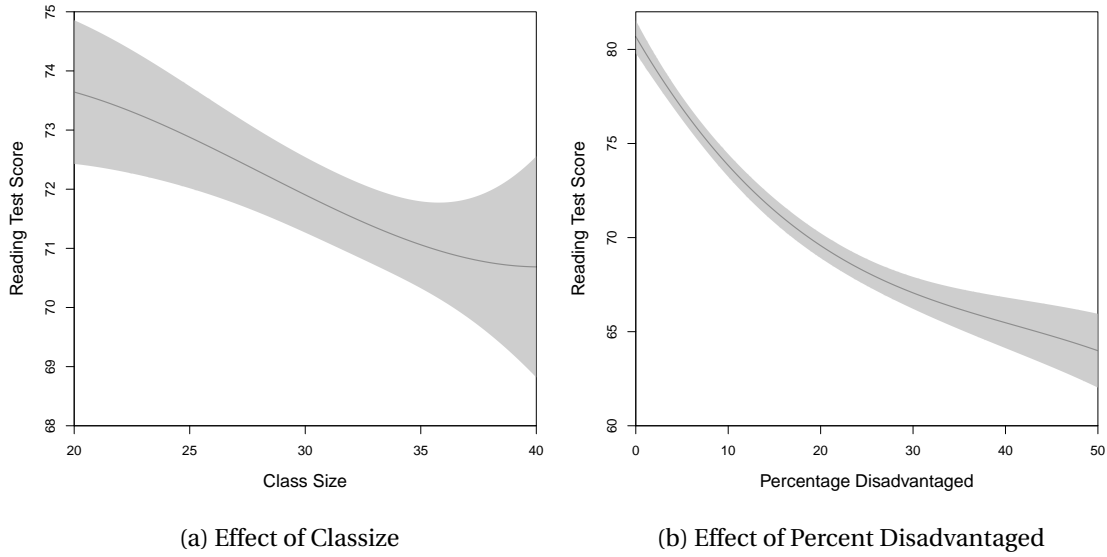 75
74
73
72
71
70
69
68
Reading Test Score
20 25 30 35 40
Class Size
(a) Effect of Classize
80
75
70
65
60
Reading Test Score
0 10 20 30 40 50
Percentage Disadvantaged
(b) Effect of Percent Disadvantaged